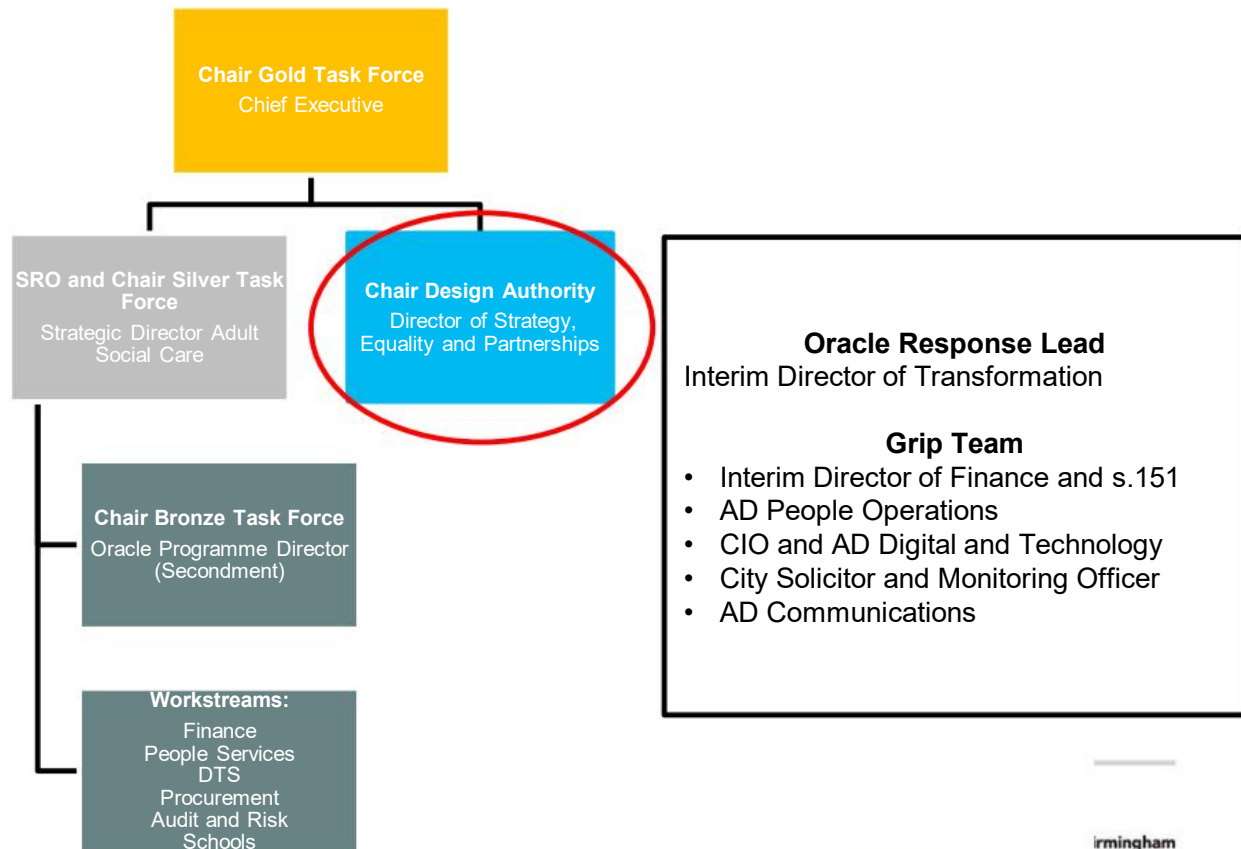 Chair Gold Task Force
Chief Executive
SRO and Chair Silver Task
Force
Strategic Director Adult
Social Care
Chair Design Authority
Director of Strategy,
Equality and Partnerships
Chair Bronze Task Force
Oracle Programme Director
(Secondment)
Workstreams:
Finance
People Services
DTS
Procurement
Audit and Risk
Schools
Oracle Response Lead
Interim Director of Transformation
Grip Team
• Interim Director of Finance and s.151
• AD People Operations
• CIO and AD Digital and Technology
• City Solicitor and Monitoring Officer
• AD Communications
irmingham